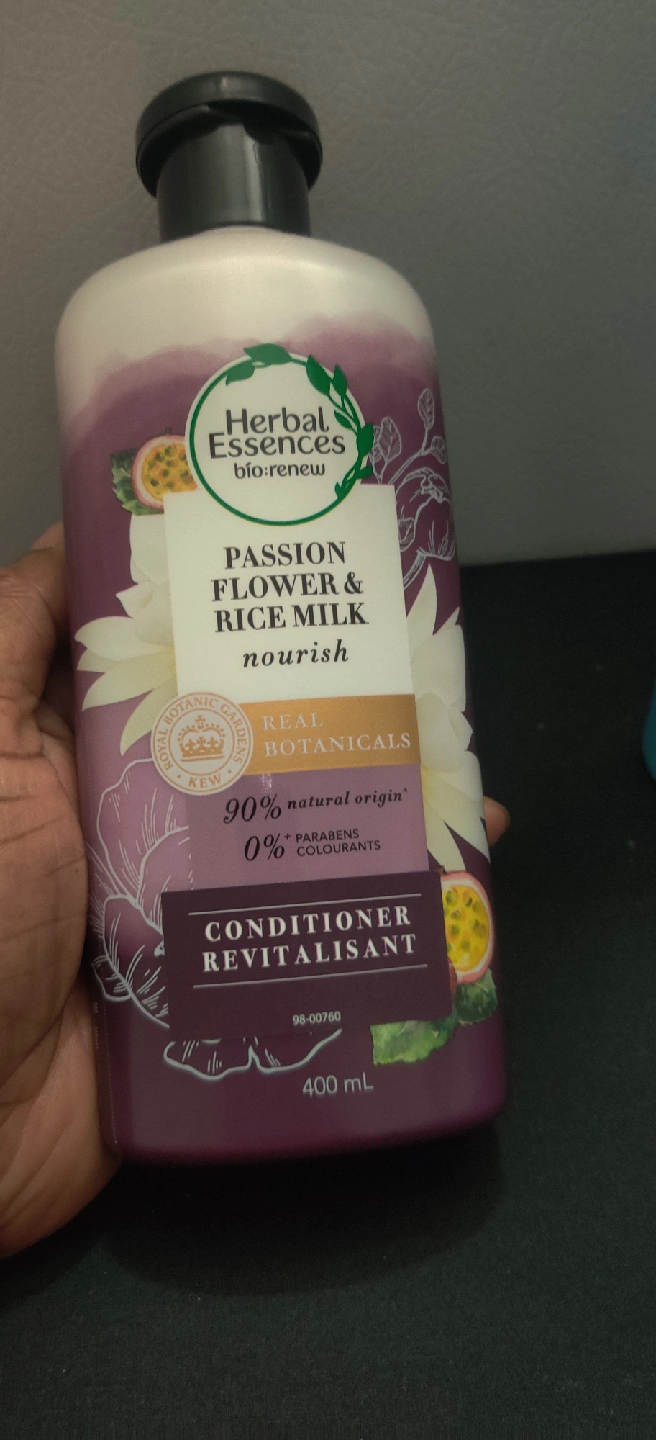 Herbal
Essences
bío:renew
PASSION
FLOWER &
RICE MILK
nourish
ROYAL BOTANIC GARDENS
• KEW •
REAL
BOTANICALS
90% natural origin^
0%+ PARABENS
COLOURANTS
CONDITIONER
REVITALISANT
98-00760
400 mL